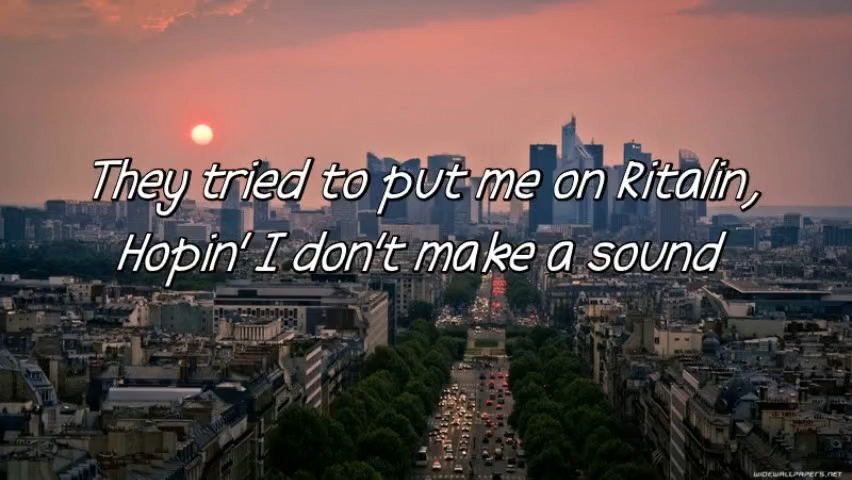 They tried to put me on Ritalin,
Hopin' I don't make a sound
WIDEWALLPAPERS.NET